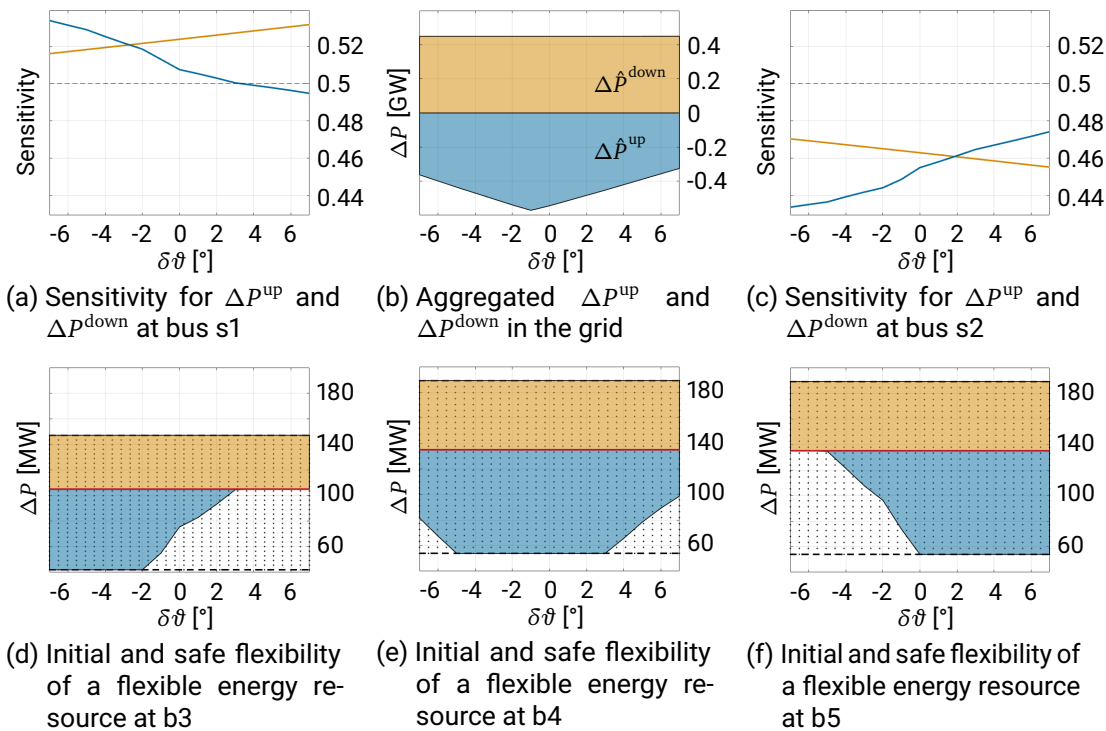 Sensitivity
0.52
0.5
0.48
0.46
0.44
-6 -4 -2 0 2 4 6
δϑ [°]
(a) Sensitivity for ΔP^up and
ΔP^down at bus s1
ΔP [GW]
ΔP̂^down
ΔP̂^up
0.4
0.2
0
-0.2
-0.4
-6 -4 -2 0 2 4 6
δϑ [°]
(b) Aggregated ΔP^up and
ΔP^down in the grid
Sensitivity
0.52
0.5
0.48
0.46
0.44
-6 -4 -2 0 2 4 6
δϑ [°]
(c) Sensitivity for ΔP^up and
ΔP^down at bus s2
ΔP [MW]
180
140
100
60
-6 -4 -2 0 2 4 6
δϑ [°]
(d) Initial and safe flexibility
of a flexible energy re-
source at b3
ΔP [MW]
180
140
100
60
-6 -4 -2 0 2 4 6
δϑ [°]
(e) Initial and safe flexibility
of a flexible energy re-
source at b4
ΔP [MW]
180
140
100
60
-6 -4 -2 0 2 4 6
δϑ [°]
(f) Initial and safe flexibility of
a flexible energy resource
at b5